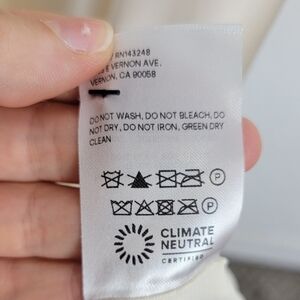 RN143248
E VERNON AVE.
VERNON, CA 90058
DO NOT WASH, DO NOT BLEACH, DO
NOT DRY, DO NOT IRON, GREEN DRY
CLEAN
P
P
CLIMATE
NEUTRAL
CERTIFIED